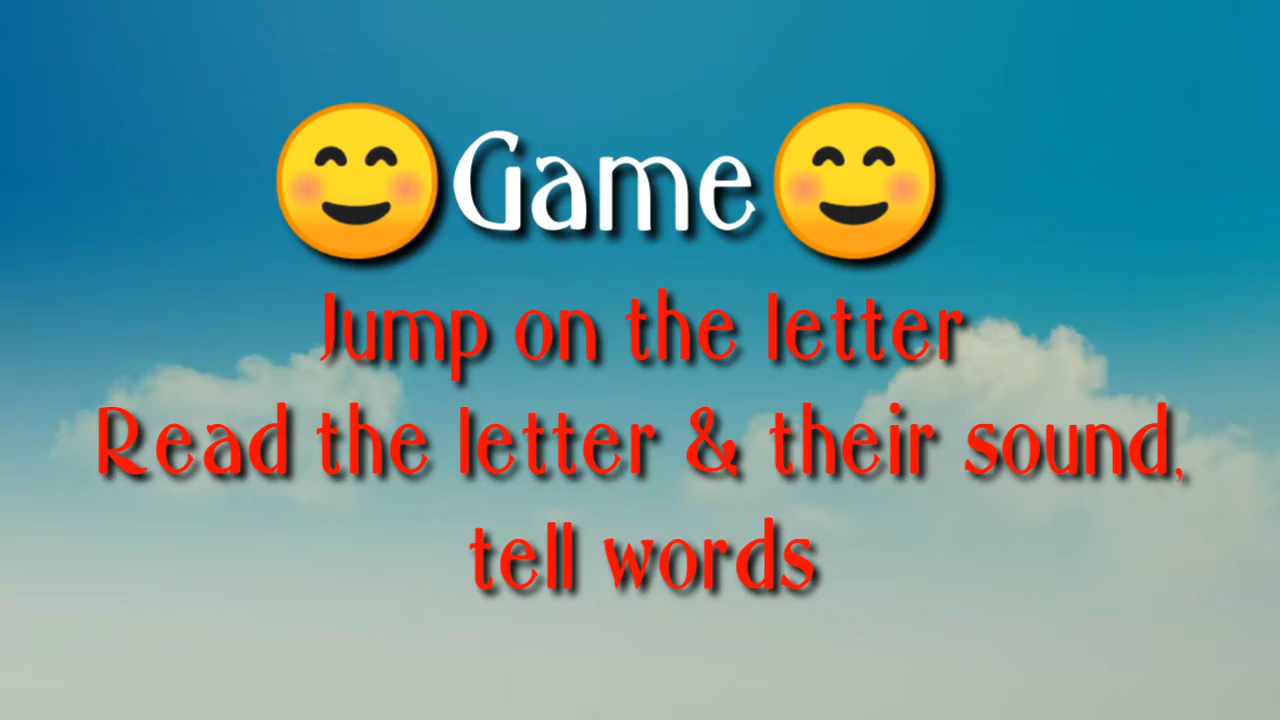 😊Game😊
Jump on the letter
Read the letter & their sound,
tell words